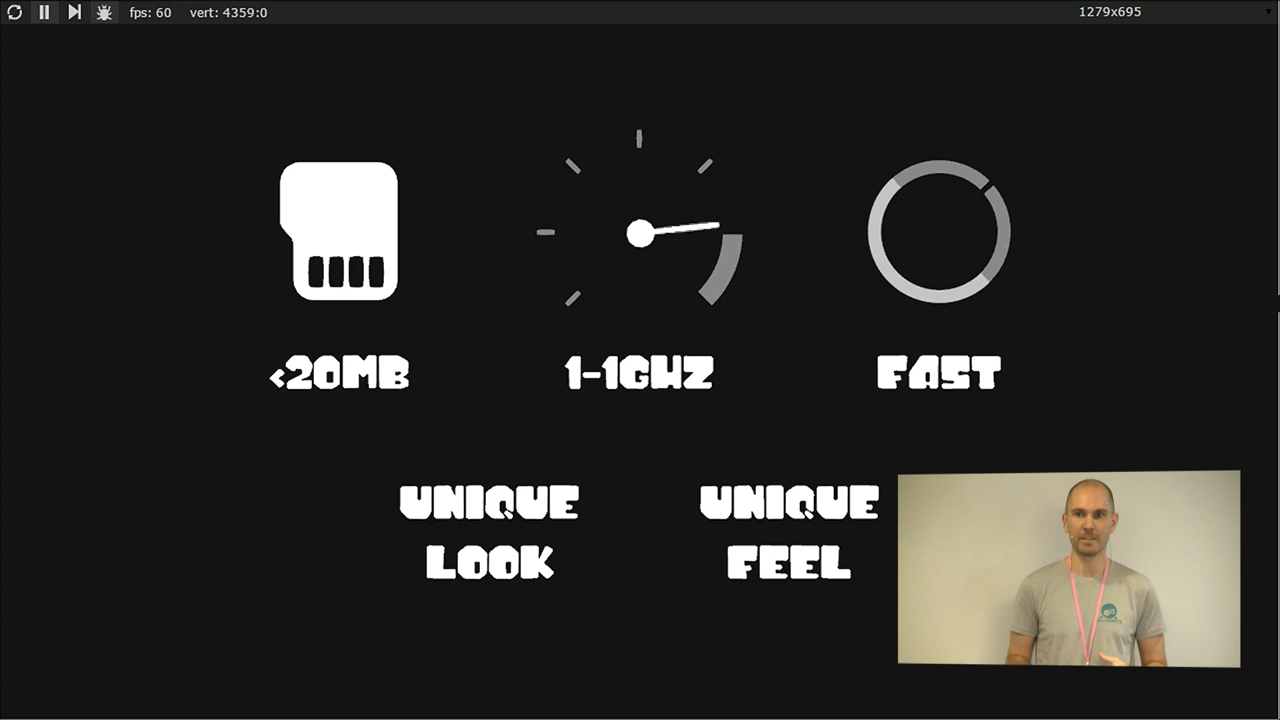 fps: 60 vert: 4359:0 1279x695
<20MB 1-1GHZ FAST
UNIQUE UNIQUE
LOOK FEEL